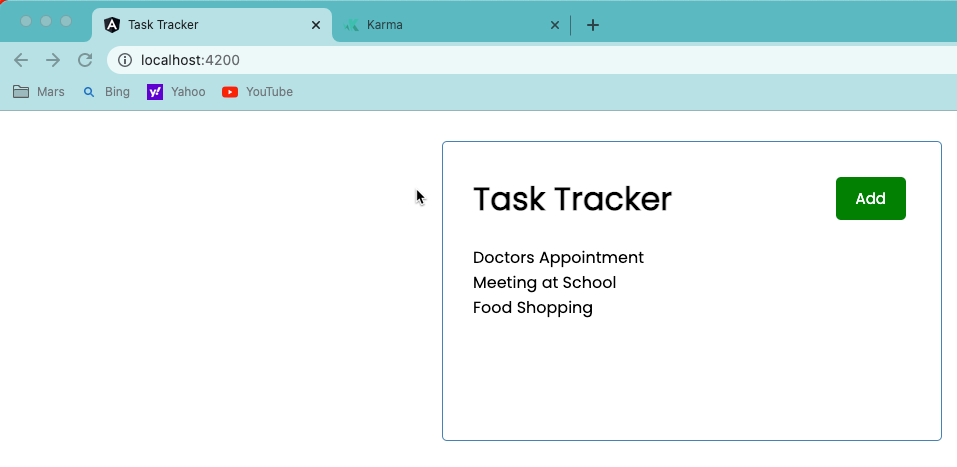 Task Tracker
Karma
localhost:4200
Mars
Bing
y!
Yahoo
YouTube
Task Tracker
Add
Doctors Appointment
Meeting at School
Food Shopping